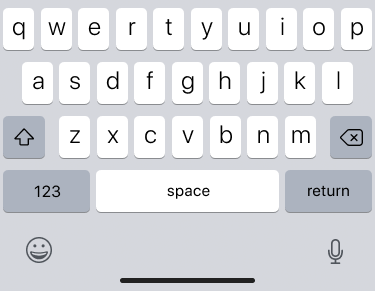 q w e r t y u i o p
a s d f g h j k l
z x c v b n m
123 space return